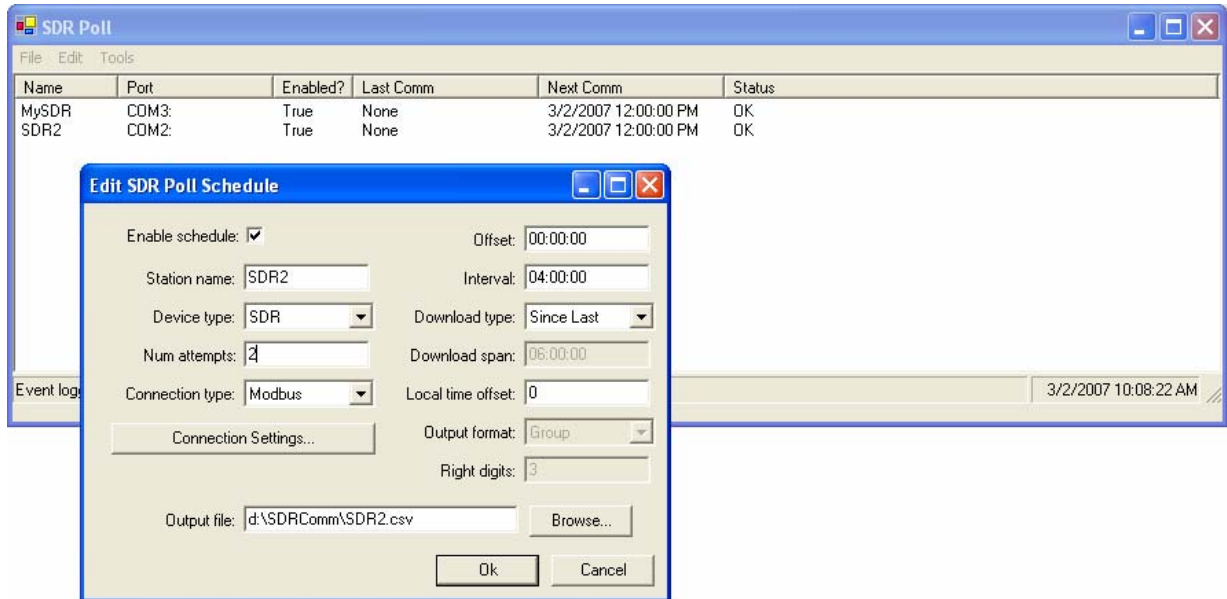 SDR Poll
File Edit Tools
Name Port Enabled? Last Comm Next Comm Status
MySDR COM3: True None 3/2/2007 12:00:00 PM OK
SDR2 COM2: True None 3/2/2007 12:00:00 PM OK
Edit SDR Poll Schedule
Enable schedule: Offset: 00:00:00
Station name: SDR2 Interval: 04:00:00
Device type: SDR Download type: Since Last
Num attempts: 2 Download span: 06:00:00
Connection type: Modbus Local time offset: 0
Connection Settings... Output format: Group
Right digits: 3
Output file: d:\SDRComm\SDR2.csv Browse...
Ok Cancel
Event log 3/2/2007 10:08:22 AM